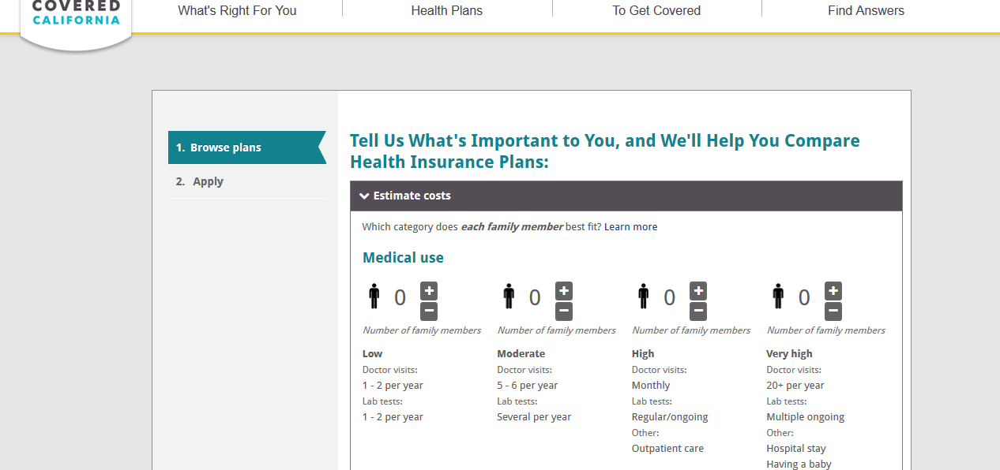 COVERED
CALIFORNIA
What's Right For You
Health Plans
To Get Covered
Find Answers
1. Browse plans
2. Apply
Tell Us What's Important to You, and We'll Help You Compare
Health Insurance Plans:
Estimate costs
Which category does each family member best fit? Learn more
Medical use
0 + −
0 + −
0 + −
0 + −
Number of family members
Number of family members
Number of family members
Number of family members
Low
Doctor visits:
1 - 2 per year
Lab tests:
1 - 2 per year
Moderate
Doctor visits:
5 - 6 per year
Lab tests:
Several per year
High
Doctor visits:
Monthly
Lab tests:
Regular/ongoing
Other:
Outpatient care
Very high
Doctor visits:
20+ per year
Lab tests:
Multiple ongoing
Other:
Hospital stay
Having a baby